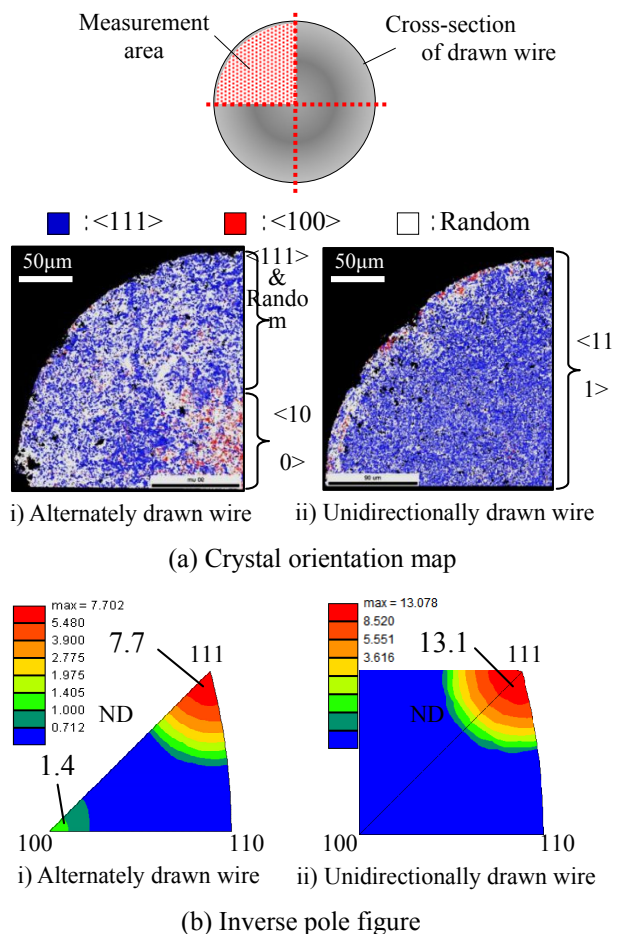 Measurement
area
Cross-section
of drawn wire
: <111>
: <100>
: Random
50μm
<111>
&
Rando
m
<10
0>
50μm
<11
1>
90 um
i) Alternately drawn wire
ii) Unidirectionally drawn wire
(a) Crystal orientation map
max = 7.702
5.480
3.900
2.775
1.975
1.405
1.000
0.712
7.7
111
ND
1.4
100
110
max = 13.078
8.520
5.551
3.616
13.1
111
ND
100
110
i) Alternately drawn wire
ii) Unidirectionally drawn wire
(b) Inverse pole figure